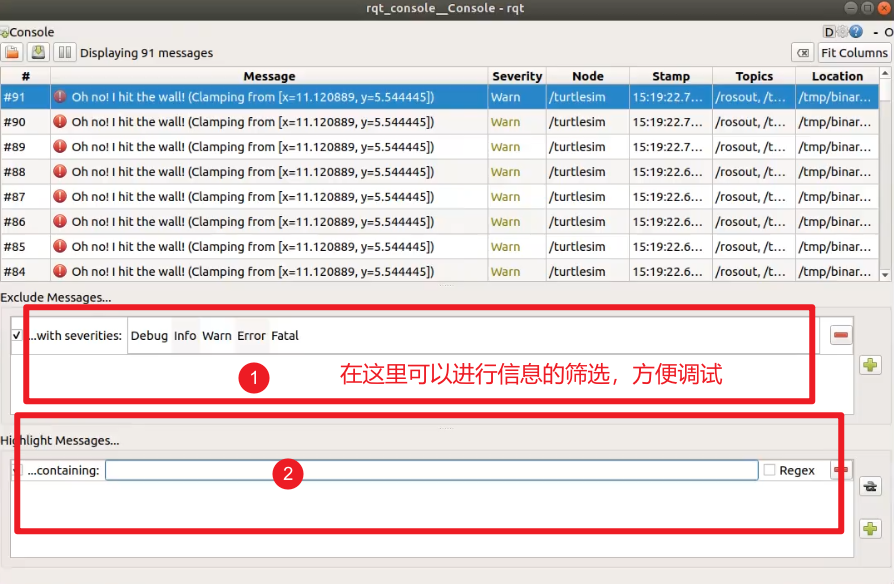 rqt_console__Console - rqt
Console D - O
Displaying 91 messages Fit Columns
# Message Severity Node Stamp Topics Location
#91 Oh no! I hit the wall! (Clamping from [x=11.120889, y=5.544445]) Warn /turtlesim 15:19:22.7... /rosout, /t... /tmp/binar...
#90 Oh no! I hit the wall! (Clamping from [x=11.120889, y=5.544445]) Warn /turtlesim 15:19:22.7... /rosout, /t... /tmp/binar...
#89 Oh no! I hit the wall! (Clamping from [x=11.120889, y=5.544445]) Warn /turtlesim 15:19:22.7... /rosout, /t... /tmp/binar...
#88 Oh no! I hit the wall! (Clamping from [x=11.120889, y=5.544445]) Warn /turtlesim 15:19:22.6... /rosout, /t... /tmp/binar...
#87 Oh no! I hit the wall! (Clamping from [x=11.120889, y=5.544445]) Warn /turtlesim 15:19:22.6... /rosout, /t... /tmp/binar...
#86 Oh no! I hit the wall! (Clamping from [x=11.120889, y=5.544445]) Warn /turtlesim 15:19:22.6... /rosout, /t... /tmp/binar...
#85 Oh no! I hit the wall! (Clamping from [x=11.120889, y=5.544445]) Warn /turtlesim 15:19:22.6... /rosout, /t... /tmp/binar...
#84 Oh no! I hit the wall! (Clamping from [x=11.120889, y=5.544445]) Warn /turtlesim 15:19:22.6... /rosout, /t... /tmp/binar...
Exclude Messages...
...with severities: Debug Info Warn Error Fatal
1 在这里可以进行信息的筛选，方便调试
Highlight Messages...
...containing: 2 Regex